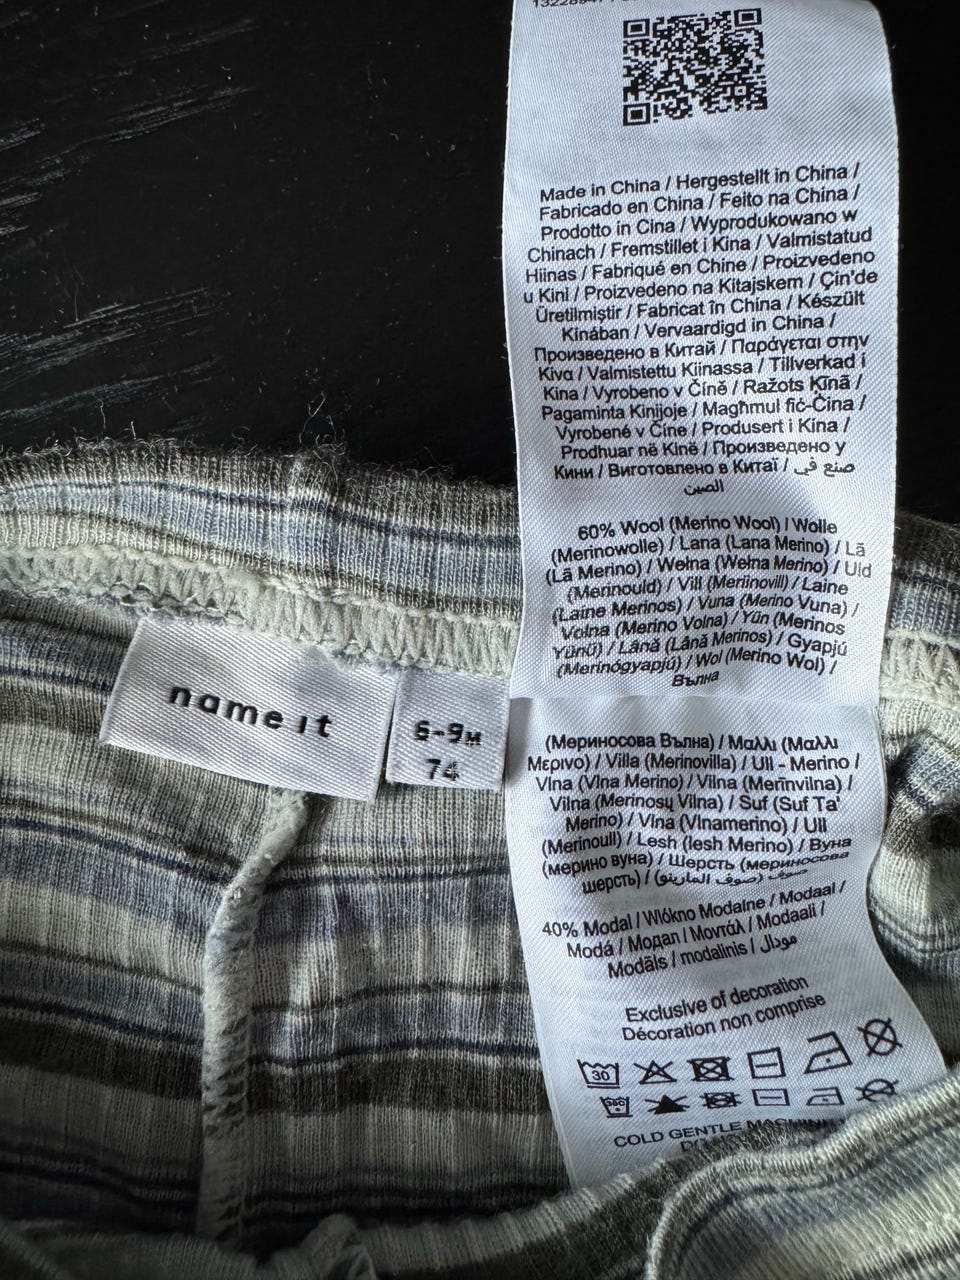 name it
6-9M
74
Made in China / Hergestellt in China /
Fabricado en China / Feito na China /
Prodotto in Cina / Wyprodukowano w
Chinach / Fremstillet i Kina / Valmistatud
Hiinas / Fabriqué en Chine / Proizvedeno
u Kini / Proizvedeno na Kitajskem / Çin'de
Üretilmiştir / Fabricat în China / Készült
Kínában / Vervaardigd in China /
Произведено в Китай / Παράγεται στην
Κίνα / Valmistettu Kiinassa / Tillverkad i
Kina / Vyrobeno v Číně / Ražots Ķīnā /
Pagaminta Kinijoje / Magħmul fiċ-Ċina /
Vyrobené v Číne / Produsert i Kina /
Prodhuar në Kinë / Произведено у
Кини / Виготовлено в Китаї / صنع في
الصين
60% Wool (Merino Wool) / Wolle
(Merinowolle) / Lana (Lana Merino) / Lã
(Lã Merino) / Wełna (Wełna Merino) / Uld
(Merinould) / Vill (Meriinovill) / Laine
(Laine Merinos) / Vuna (Merino Vuna) /
Volna (Merino Volna) / Yün (Merinos
Yünü) / Lână (Lână Merinos) / Gyapjú
(Merinógyapjú) / Wol (Merino Wol) /
Вълна
(Мериносова Вълна) / Μαλλί (Μαλλί
Μερινο) / Villa (Merinovilla) / Ull - Merino /
Vlna (Vlna Merino) / Vilna (Merīnvilna) /
Vilna (Merinosų Vilna) / Suf (Suf Ta'
Merino) / Vlna (Vlnamerino) / Ull
(Merinoull) / Lesh (lesh Merino) / Вуна
(мерино вуна) / Шерсть (мериносова
шерсть) / صوف (صوف المارينو)
40% Modal / Wlókno Modalne / Modaal /
Modá / Модал / Μοντάλ / Modaali /
Modāls / modalinis / مودال
Exclusive of decoration
Décoration non comprise
30
COLD GENTLE